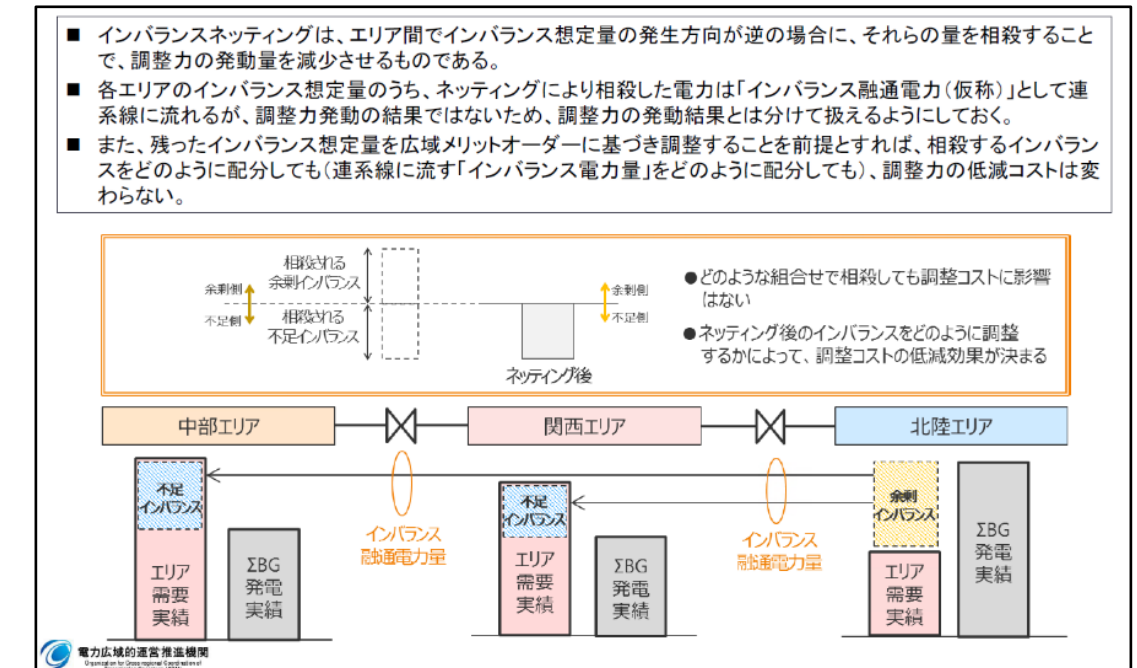 ■ インバランスネッティングは、エリア間でインバランス想定量の発生方向が逆の場合に、それらの量を相殺すること
で、調整力の発動量を減少させるものである。
■ 各エリアのインバランス想定量のうち、ネッティングにより相殺した電力は「インバランス融通電力(仮称)」として連
系線に流れるが、調整力発動の結果ではないため、調整力の発動結果とは分けて扱えるようにしておく。
■ また、残ったインバランス想定量を広域メリットオーダーに基づき調整することを前提とすれば、相殺するインバラン
スをどのように配分しても(連系線に流す「インバランス電力量」をどのように配分しても)、調整力の低減コストは変
わらない。
相殺される
余剰インバランス
余剰側
不足側
相殺される
不足インバランス
余剰側
不足側
ネッティング後
●どのような組合せで相殺しても調整コストに影響
はない
●ネッティング後のインバランスをどのように調整
するかによって、調整コストの低減効果が決まる
中部エリア
関西エリア
北陸エリア
不足
インバランス
エリア
需要
実績
ΣBG
発電
実績
インバランス
融通電力量
不足
インバランス
エリア
需要
実績
ΣBG
発電
実績
インバランス
融通電力量
余剰
インバランス
エリア
需要
実績
ΣBG
発電
実績
電力広域的運営推進機関
Organization for Cross-regional Coordination of